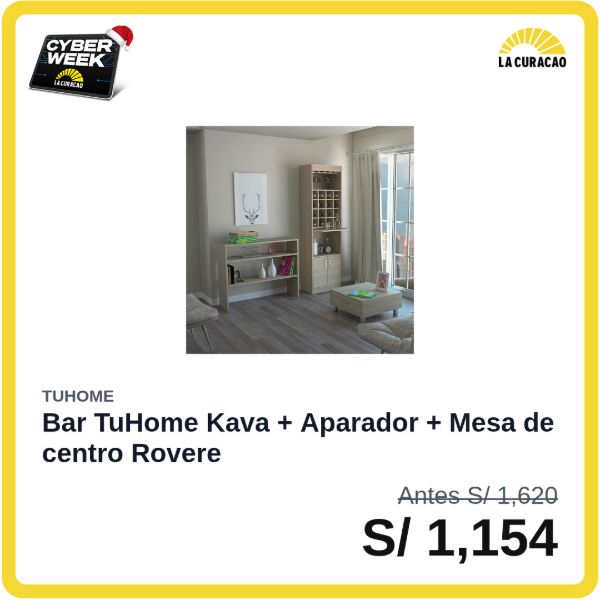 CYBER
WEEK
LA CURACAO
LA CURACAO
TUHOME
Bar TuHome Kava + Aparador + Mesa de
centro Rovere
Antes S/ 1,620
S/ 1,154